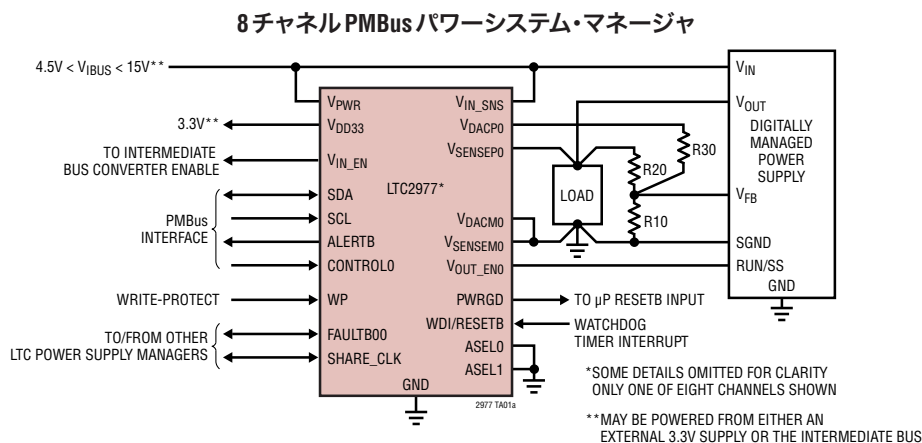 8チャネルPMBusパワーシステム・マネージャ
4.5V < VIBUS < 15V**
3.3V**
TO INTERMEDIATE
BUS CONVERTER ENABLE
PMBus
INTERFACE
WRITE-PROTECT
TO/FROM OTHER
LTC POWER SUPPLY MANAGERS
VPWR
VDD33
VIN_EN
SDA
SCL
ALERTB
CONTROL0
WP
FAULTB00
SHARE_CLK
GND
LTC2977*
VIN_SNS
VDACP0
VSENSEP0
VDACM0
VSENSEM0
VOUT_EN0
PWRGD
WDI/RESETB
ASEL0
ASEL1
2977 TA01a
LOAD
R20
R30
R10
VIN
VOUT
DIGITALLY
MANAGED
POWER
SUPPLY
VFB
SGND
RUN/SS
GND
TO µP RESETB INPUT
WATCHDOG
TIMER INTERRUPT
*SOME DETAILS OMITTED FOR CLARITY
ONLY ONE OF EIGHT CHANNELS SHOWN
**MAY BE POWERED FROM EITHER AN
EXTERNAL 3.3V SUPPLY OR THE INTERMEDIATE BUS